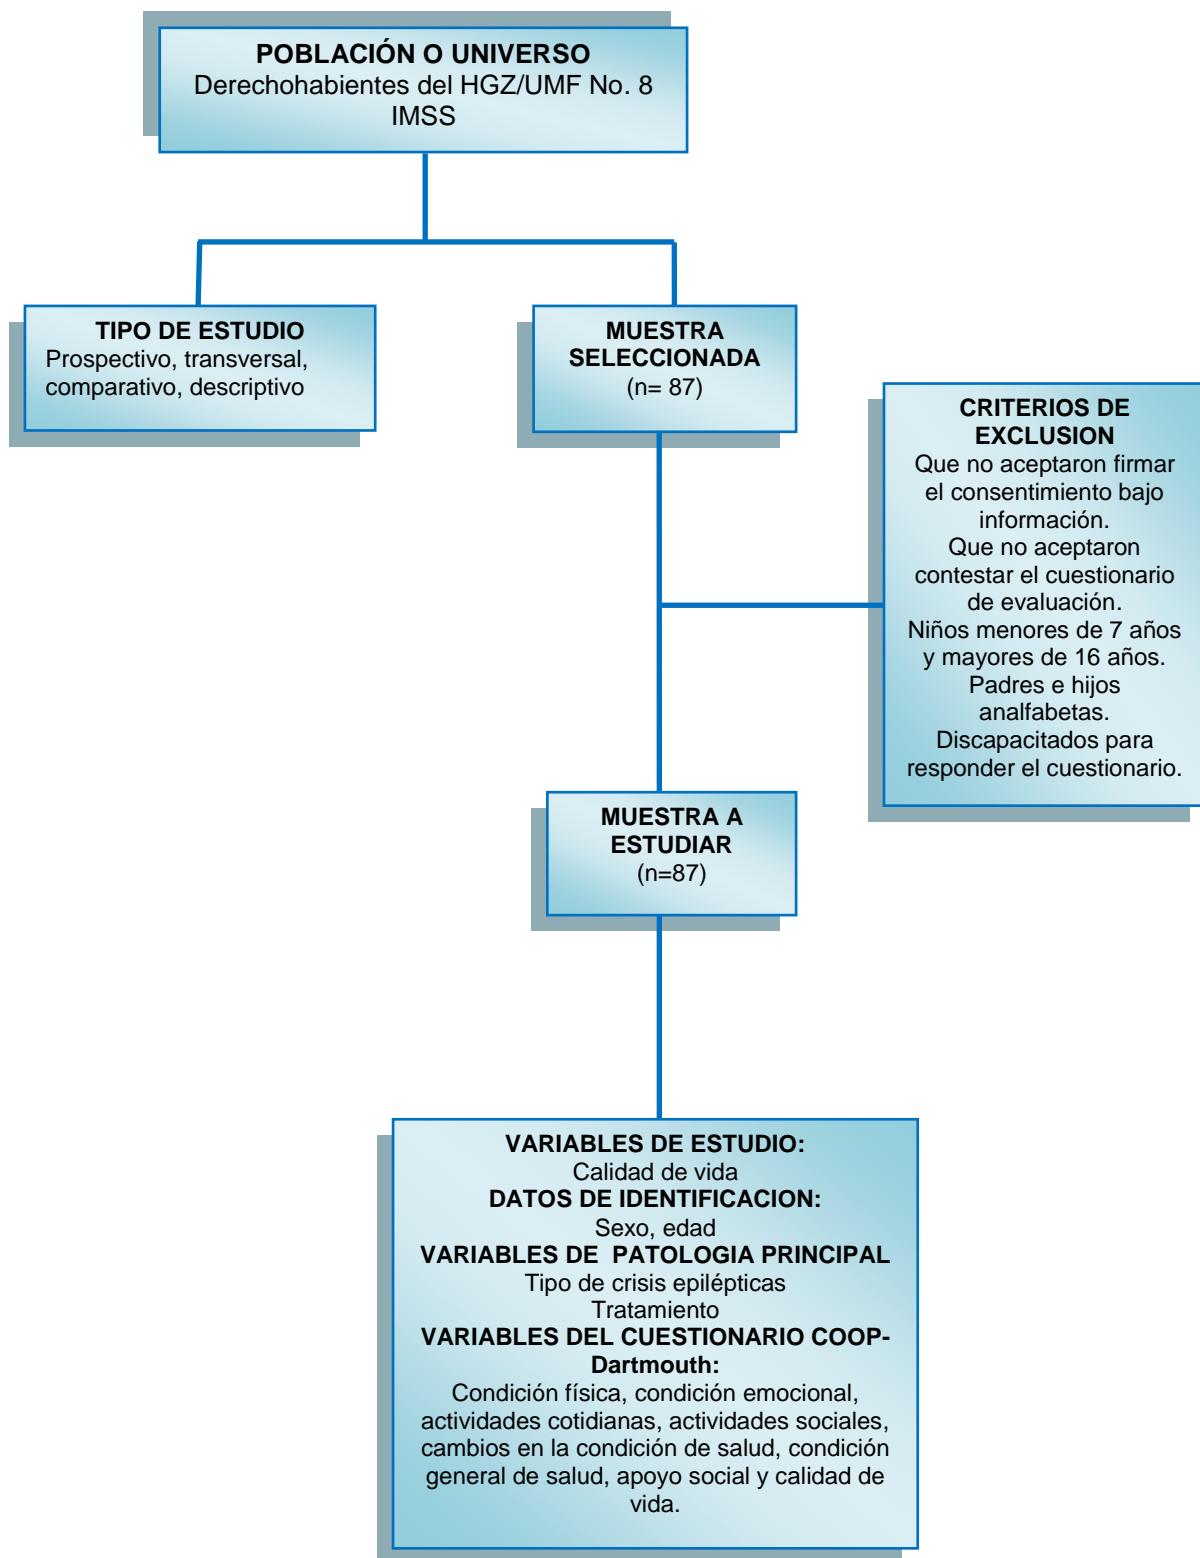 POBLACIÓN O UNIVERSO
Derechohabientes del HGZ/UMF No. 8
IMSS
TIPO DE ESTUDIO
Prospectivo, transversal,
comparativo, descriptivo
MUESTRA
SELECCIONADA
(n= 87)
CRITERIOS DE
EXCLUSION
Que no aceptaron firmar
el consentimiento bajo
información.
Que no aceptaron
contestar el cuestionario
de evaluación.
Niños menores de 7 años
y mayores de 16 años.
Padres e hijos
analfabetas.
Discapacitados para
responder el cuestionario.
MUESTRA A
ESTUDIAR
(n=87)
VARIABLES DE ESTUDIO:
Calidad de vida
DATOS DE IDENTIFICACION:
Sexo, edad
VARIABLES DE PATOLOGIA PRINCIPAL
Tipo de crisis epilépticas
Tratamiento
VARIABLES DEL CUESTIONARIO COOP-
Dartmouth:
Condición física, condición emocional,
actividades cotidianas, actividades sociales,
cambios en la condición de salud, condición
general de salud, apoyo social y calidad de
vida.